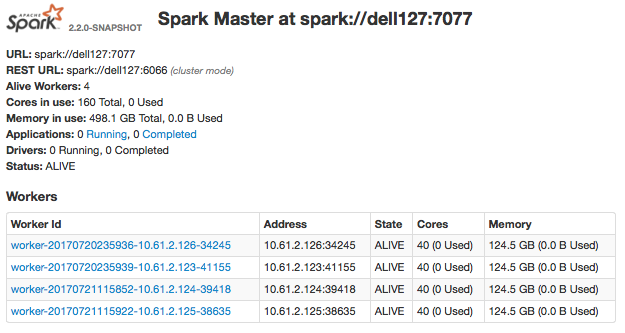 APACHE
Spark 2.2.0-SNAPSHOT Spark Master at spark://dell127:7077
URL: spark://dell127:7077
REST URL: spark://dell127:6066 (cluster mode)
Alive Workers: 4
Cores in use: 160 Total, 0 Used
Memory in use: 498.1 GB Total, 0.0 B Used
Applications: 0 Running, 0 Completed
Drivers: 0 Running, 0 Completed
Status: ALIVE
Workers
Worker Id Address State Cores Memory
worker-20170720235936-10.61.2.126-34245 10.61.2.126:34245 ALIVE 40 (0 Used) 124.5 GB (0.0 B Used)
worker-20170720235939-10.61.2.123-41155 10.61.2.123:41155 ALIVE 40 (0 Used) 124.5 GB (0.0 B Used)
worker-20170721115852-10.61.2.124-39418 10.61.2.124:39418 ALIVE 40 (0 Used) 124.5 GB (0.0 B Used)
worker-20170721115922-10.61.2.125-38635 10.61.2.125:38635 ALIVE 40 (0 Used) 124.5 GB (0.0 B Used)